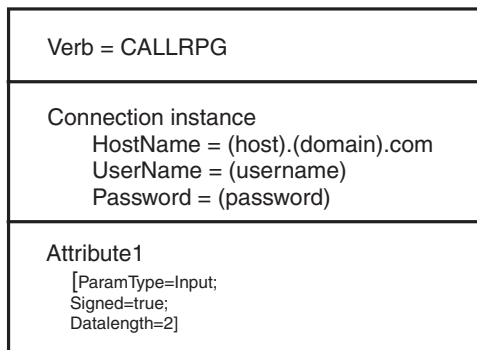 Verb = CALLRPG
Connection instance
HostName = (host).(domain).com
UserName = (username)
Password = (password)
Attribute1
[ParamType=Input;
Signed=true;
Datalength=2]